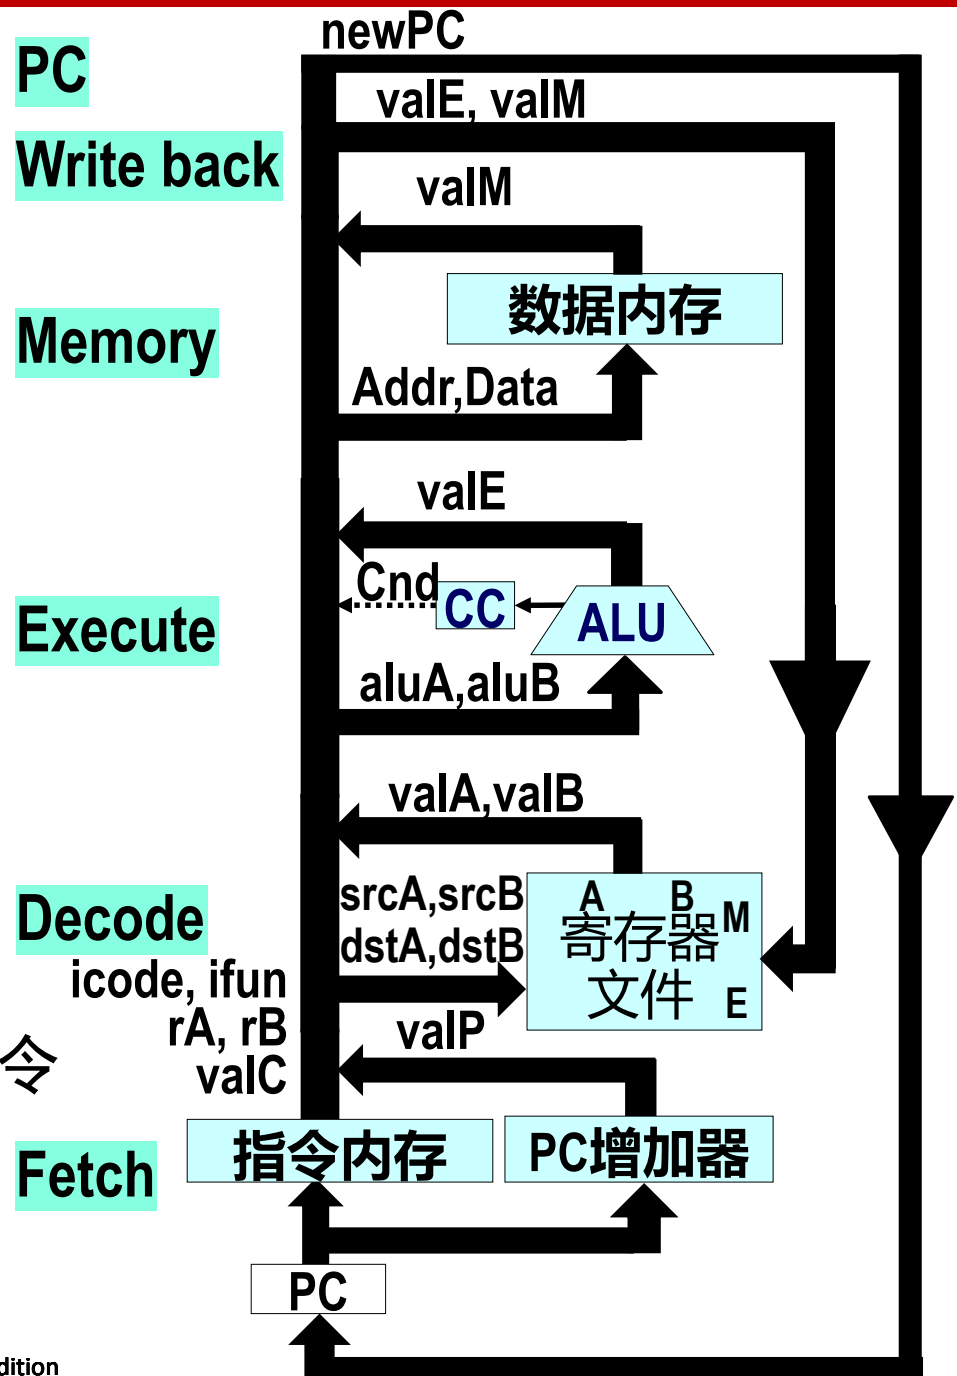 newPC
PC
valE, valM
Write back
valM
数据内存
Memory
Addr,Data
valE
Cnd
CC
ALU
Execute
aluA,aluB
valA,valB
srcA,srcB
A B
Decode
寄存器
M
dstA,dstB
icode, ifun
文件
E
rA, rB
valP
令
valC
指令内存
PC增加器
Fetch
PC
dition